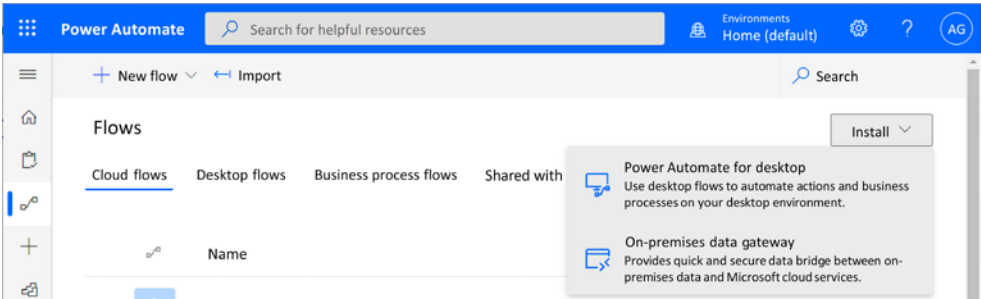 Power Automate
Search for helpful resources
Environments
Home (default)
?
AG
New flow
Import
Search
Flows
Install
Cloud flows
Desktop flows
Business process flows
Shared with
Power Automate for desktop
Use desktop flows to automate actions and business
processes on your desktop environment.
Name
On-premises data gateway
Provides quick and secure data bridge between on-
premises data and Microsoft cloud services.